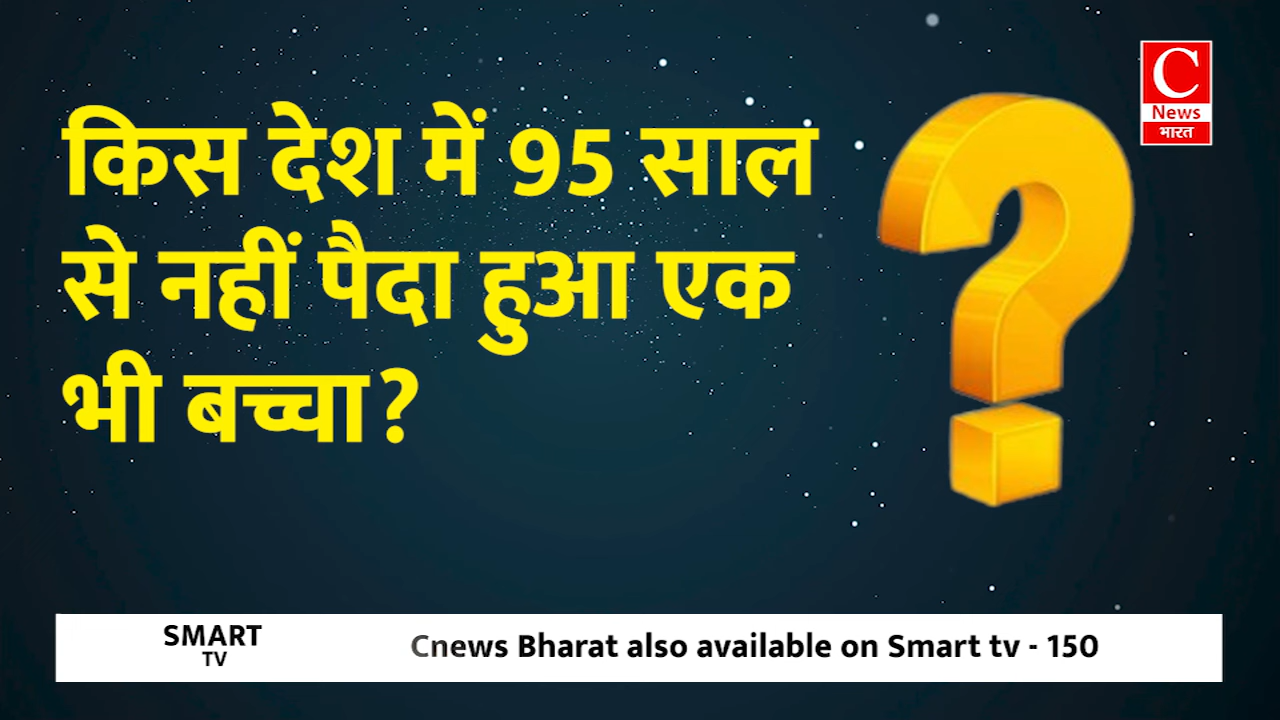 किस देश में 95 साल
से नहीं पैदा हुआ एक
भी बच्चा?
C
News
भारत
SMART
TV
Cnews Bharat also available on Smart tv - 150